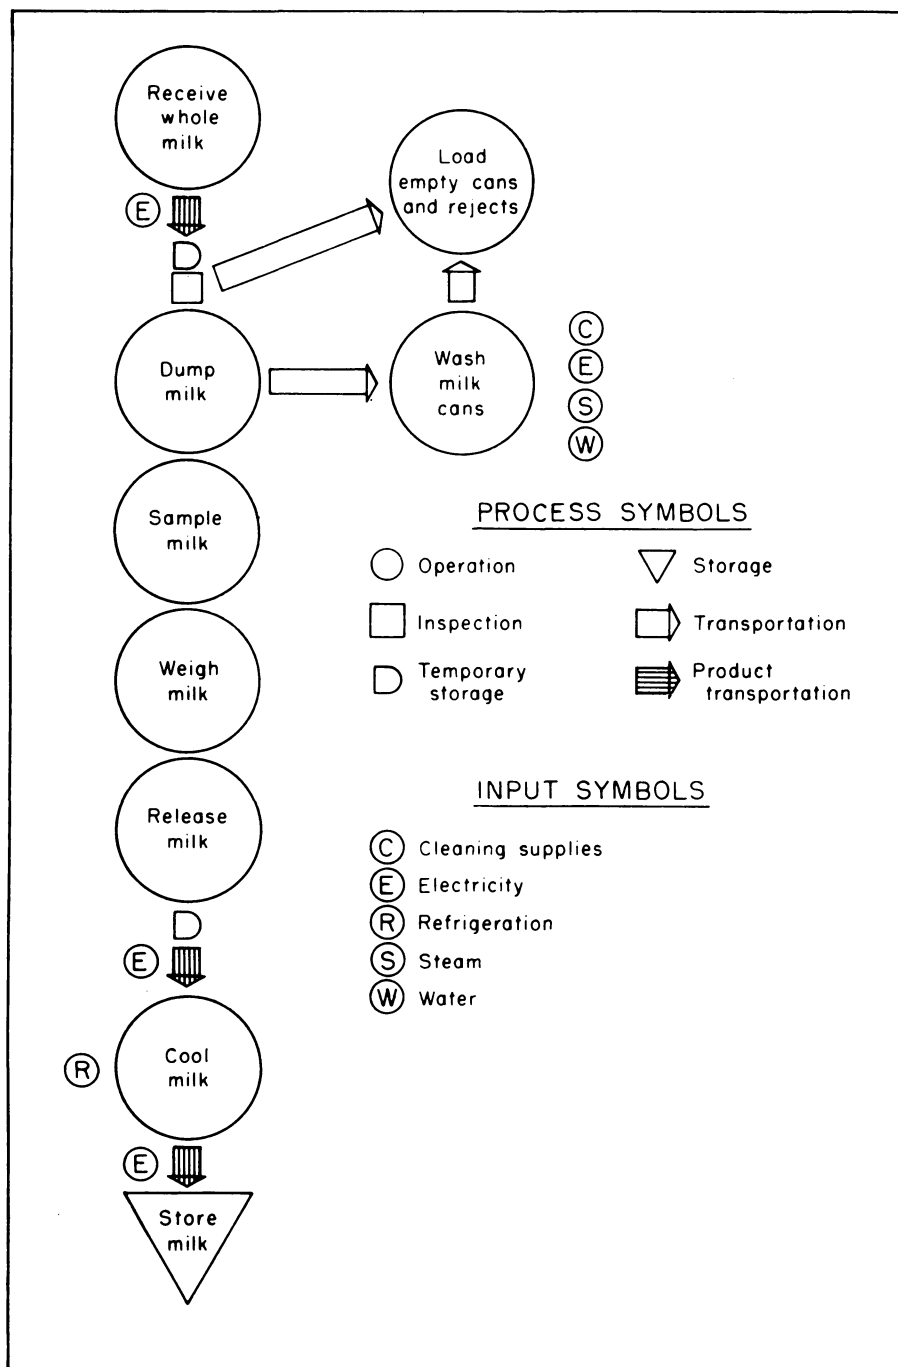 Receive
whole
milk
E
Load
empty cans
and rejects
Dump
milk
Wash
milk
cans
C
E
S
W
Sample
milk
Weigh
milk
Release
milk
E
R
Cool
milk
E
Store
milk
PROCESS SYMBOLS
Operation
Storage
Inspection
Transportation
Temporary
storage
Product
transportation
INPUT SYMBOLS
C Cleaning supplies
E Electricity
R Refrigeration
S Steam
W Water